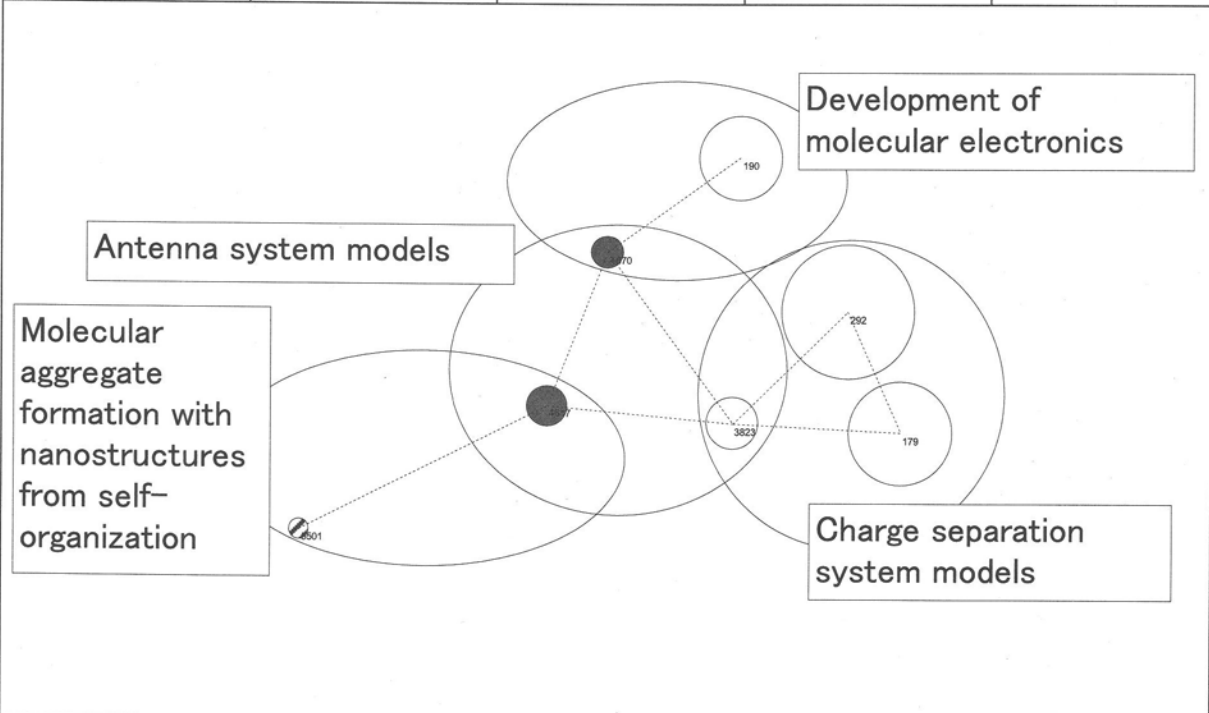 Development of
molecular electronics
190
Antenna system models
292
Molecular
aggregate
formation with
nanostructures
from self-
organization
3823
179
Charge separation
system models